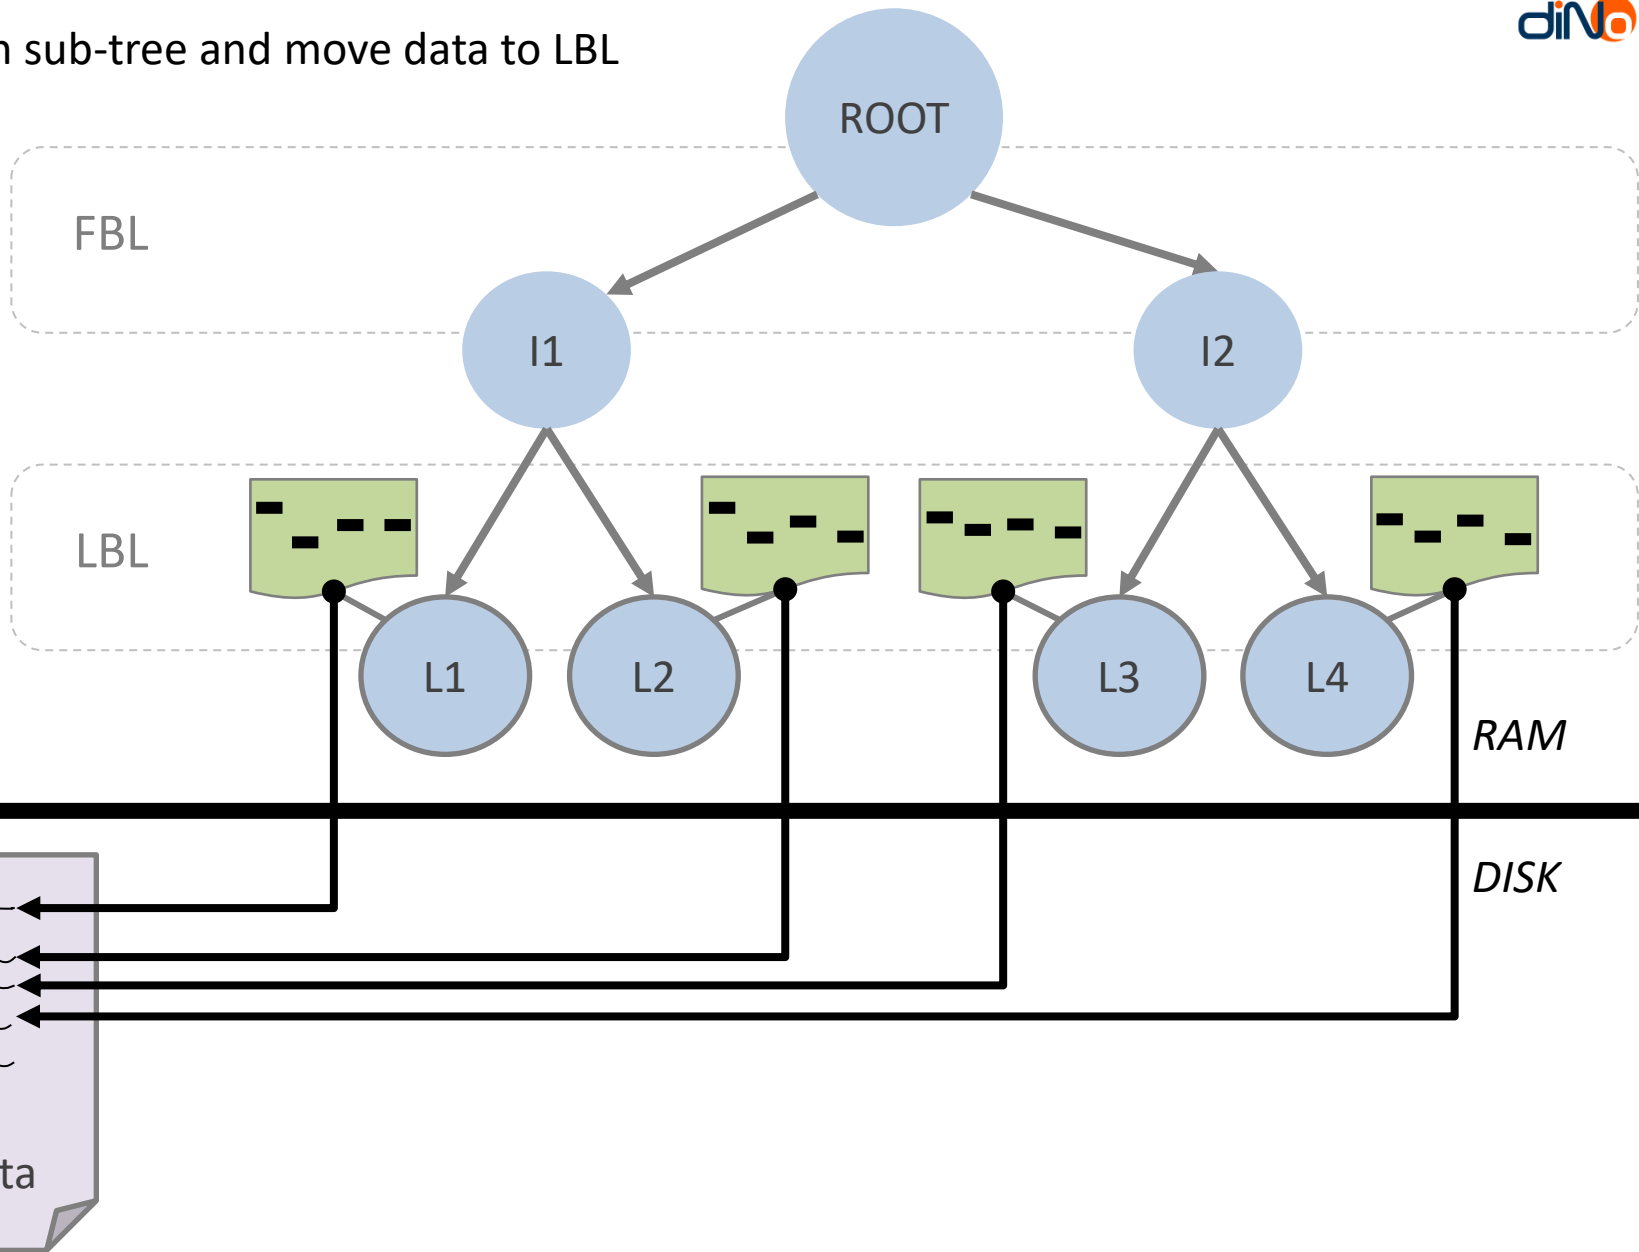 sub-tree and move data to LBL
diNo
ROOT
FBL
I1
I2
LBL
L1
L2
L3
L4
RAM
DISK
ta